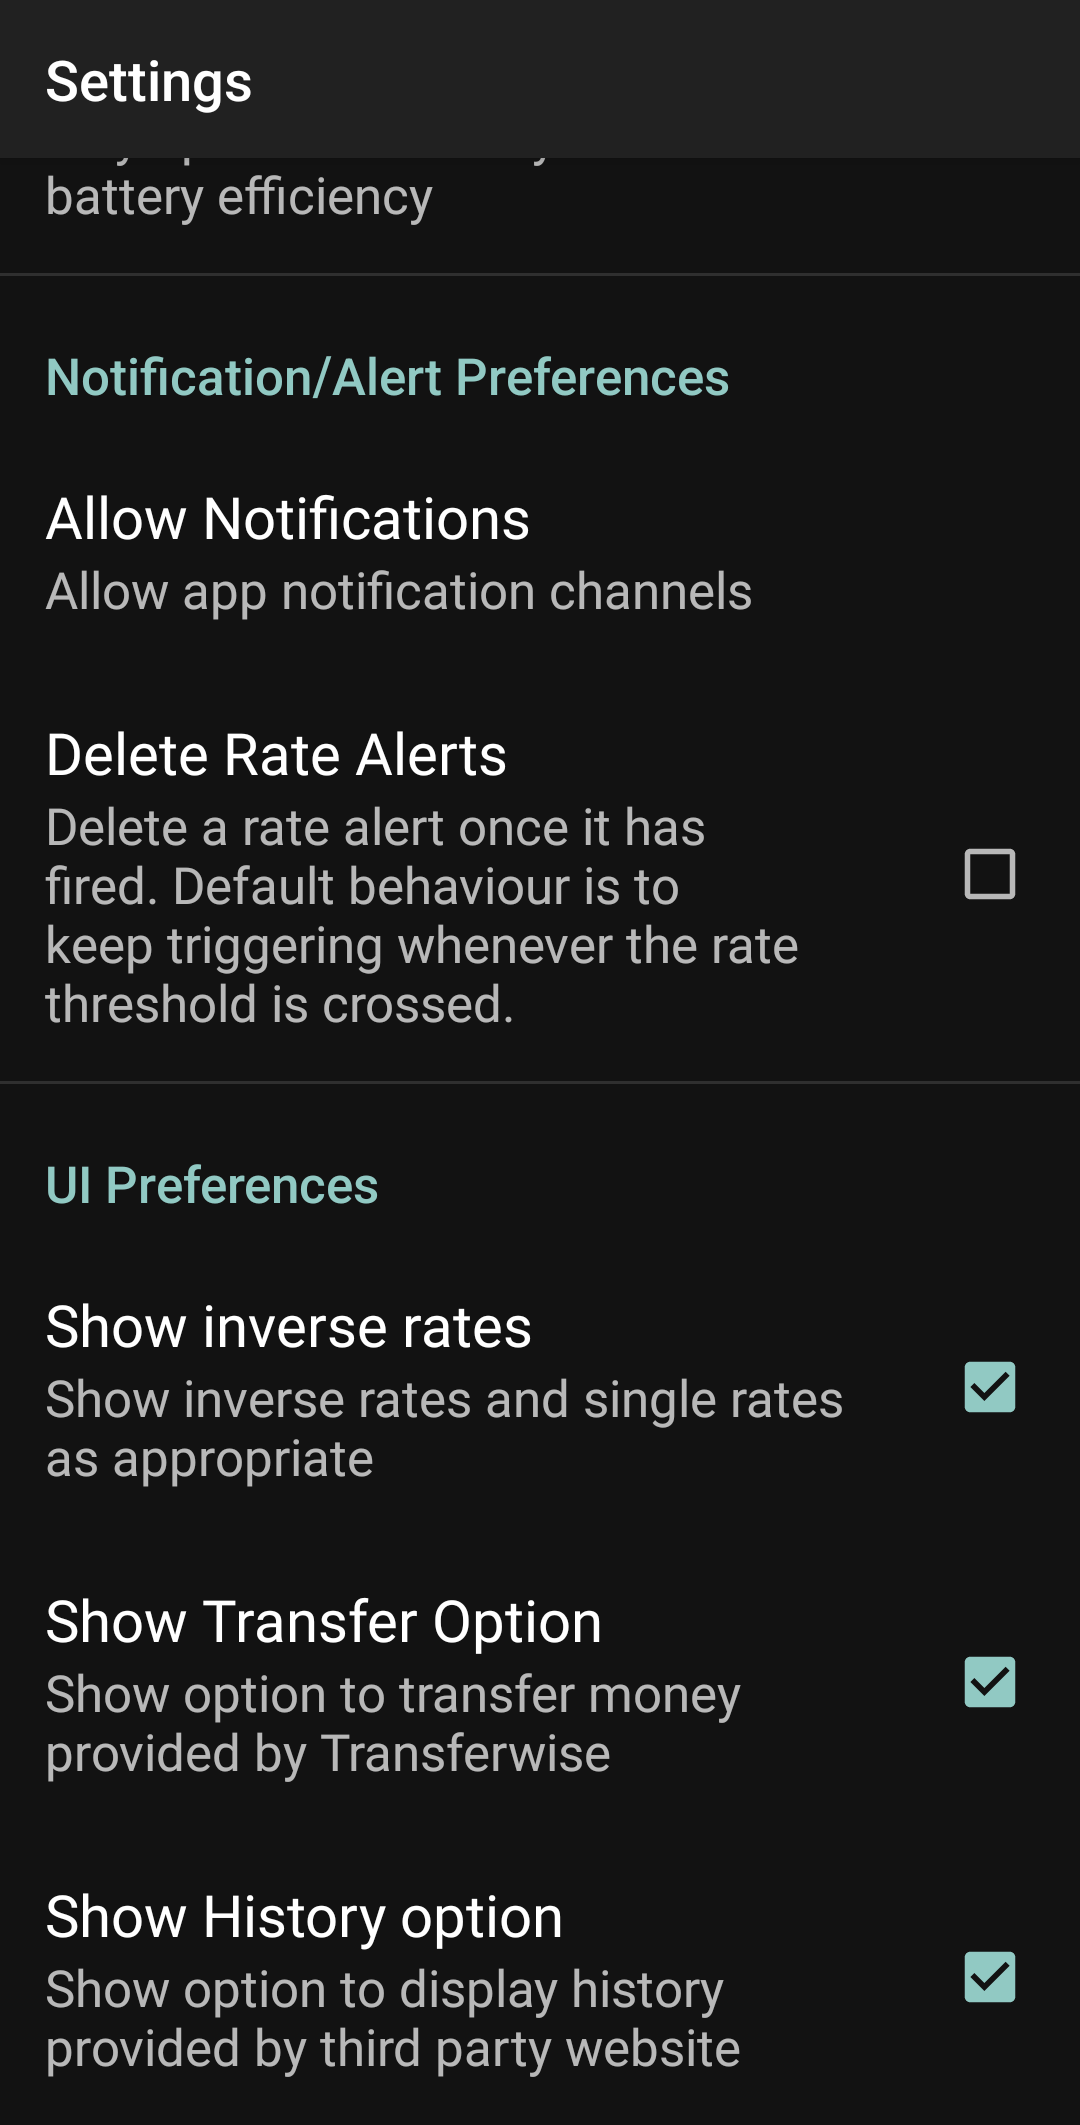 Settings
battery efficiency
Notification/Alert Preferences
Allow Notifications
Allow app notification channels
Delete Rate Alerts
Delete a rate alert once it has
fired. Default behaviour is to
keep triggering whenever the rate
threshold is crossed.
UI Preferences
Show inverse rates
Show inverse rates and single rates
as appropriate
Show Transfer Option
Show option to transfer money
provided by Transferwise
Show History option
Show option to display history
provided by third party website